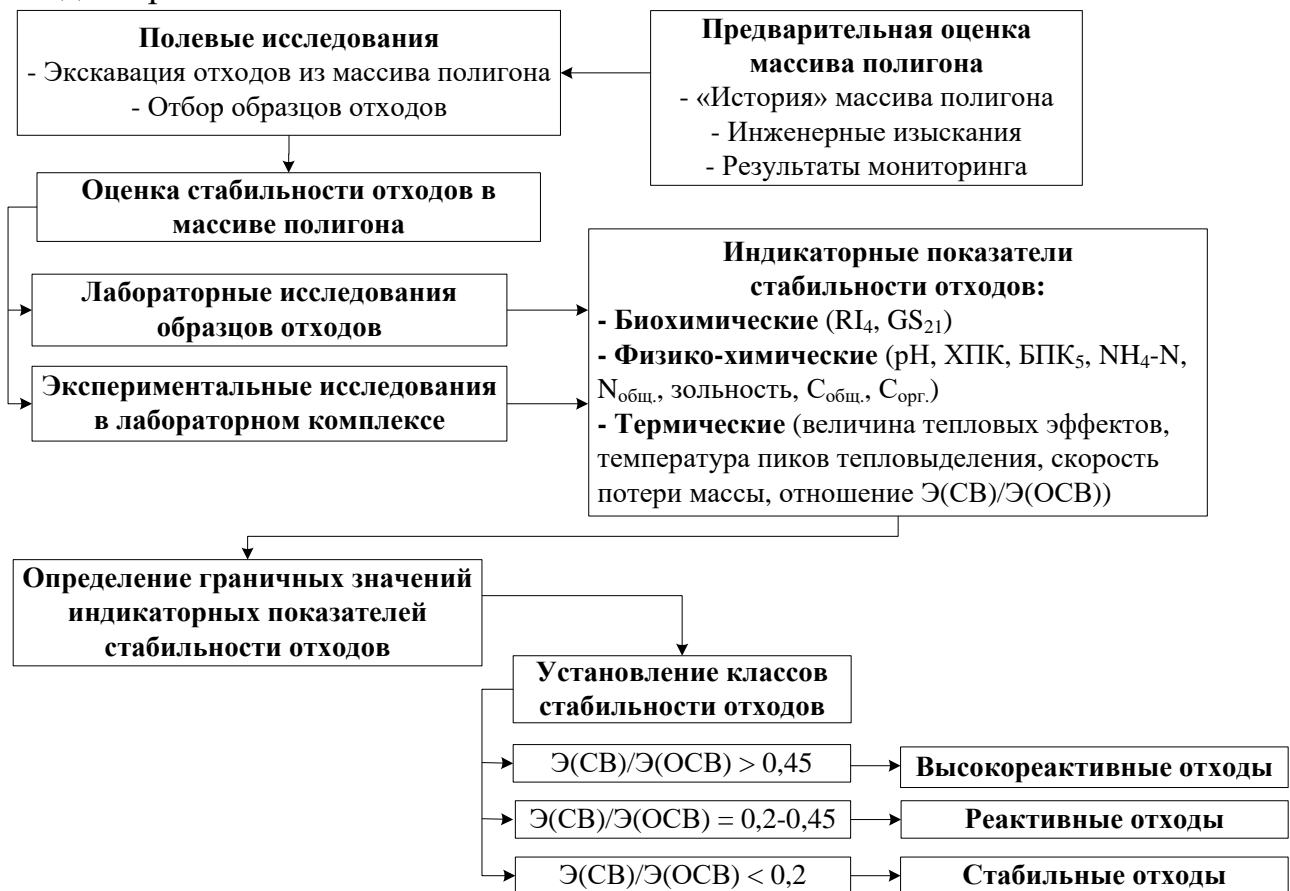 Полевые исследования
- Экскавация отходов из массива полигона
- Отбор образцов отходов
Предварительная оценка
массива полигона
- «История» массива полигона
- Инженерные изыскания
- Результаты мониторинга
Оценка стабильности отходов в
массиве полигона
Лабораторные исследования
образцов отходов
Экспериментальные исследования
в лабораторном комплексе
Индикаторные показатели
стабильности отходов:
- Биохимические (RI₄, GS₂₁)
- Физико-химические (pH, ХПК, БПК₅, NH₄-N,
Nобщ., зольность, Cобщ., Cорг.)
- Термические (величина тепловых эффектов,
температура пиков тепловыделения, скорость
потери массы, отношение Э(СВ)/Э(ОСВ))
Определение граничных значений
индикаторных показателей
стабильности отходов
Установление классов
стабильности отходов
Э(СВ)/Э(ОСВ) > 0,45
Высокореактивные отходы
Э(СВ)/Э(ОСВ) = 0,2-0,45
Реактивные отходы
Э(СВ)/Э(ОСВ) < 0,2
Стабильные отходы